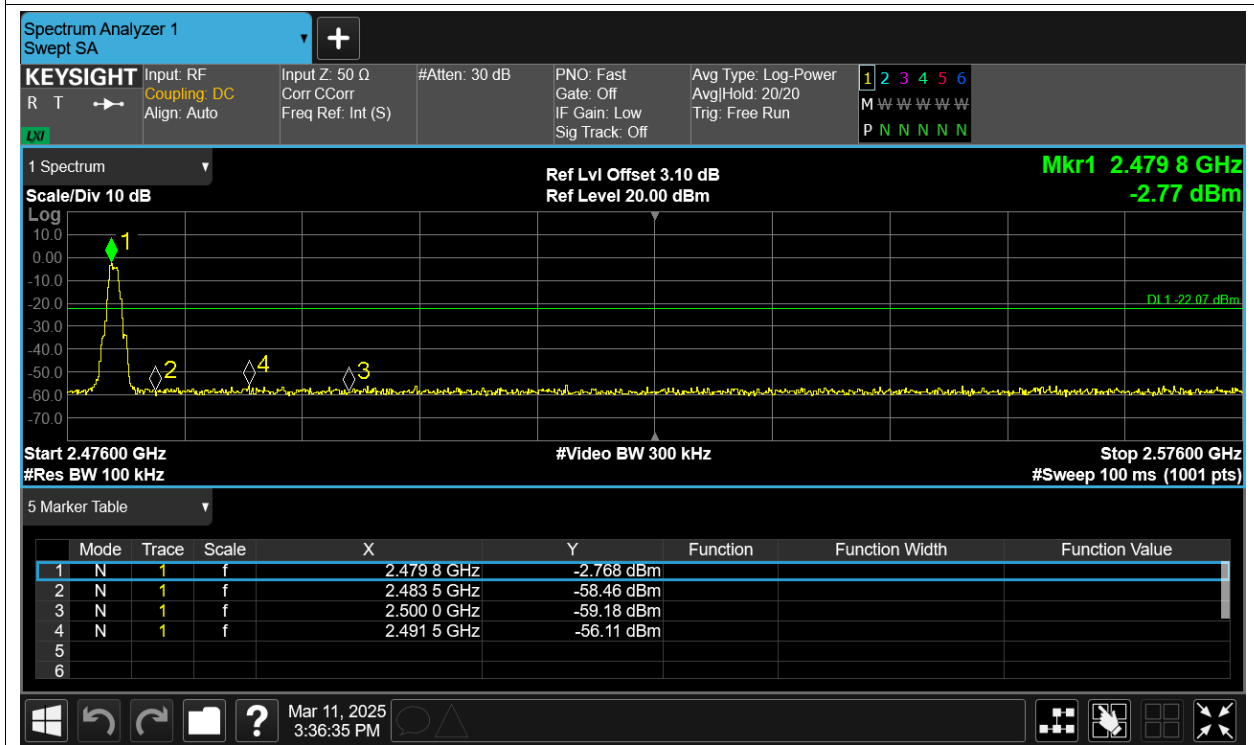 Spectrum Analyzer 1
Swept SA
KEYSIGHT
R T
LXI
Input: RF
Coupling: DC
Align: Auto
Input Z: 50 Ω
Corr CCorr
Freq Ref: Int (S)
#Atten: 30 dB
PNO: Fast
Gate: Off
IF Gain: Low
Sig Track: Off
Avg Type: Log-Power
Avg|Hold: 20/20
Trig: Free Run
1 2 3 4 5 6
M W W W W W
P N N N N N
1 Spectrum
Scale/Div 10 dB
Ref Lvl Offset 3.10 dB
Ref Level 20.00 dBm
Mkr1 2.479 8 GHz
-2.77 dBm
Log
10.0
0.00
-10.0
-20.0
-30.0
-40.0
-50.0
-60.0
-70.0
1
2
4
3
DL1 -22.07 dBm
Start 2.47600 GHz
#Res BW 100 kHz
#Video BW 300 kHz
Stop 2.57600 GHz
#Sweep 100 ms (1001 pts)
5 Marker Table
Mode Trace Scale X Y Function Function Width Function Value
1 N 1 f 2.479 8 GHz -2.768 dBm
2 N 1 f 2.483 5 GHz -58.46 dBm
3 N 1 f 2.500 0 GHz -59.18 dBm
4 N 1 f 2.491 5 GHz -56.11 dBm
5
6
?
Mar 11, 2025
3:36:35 PM